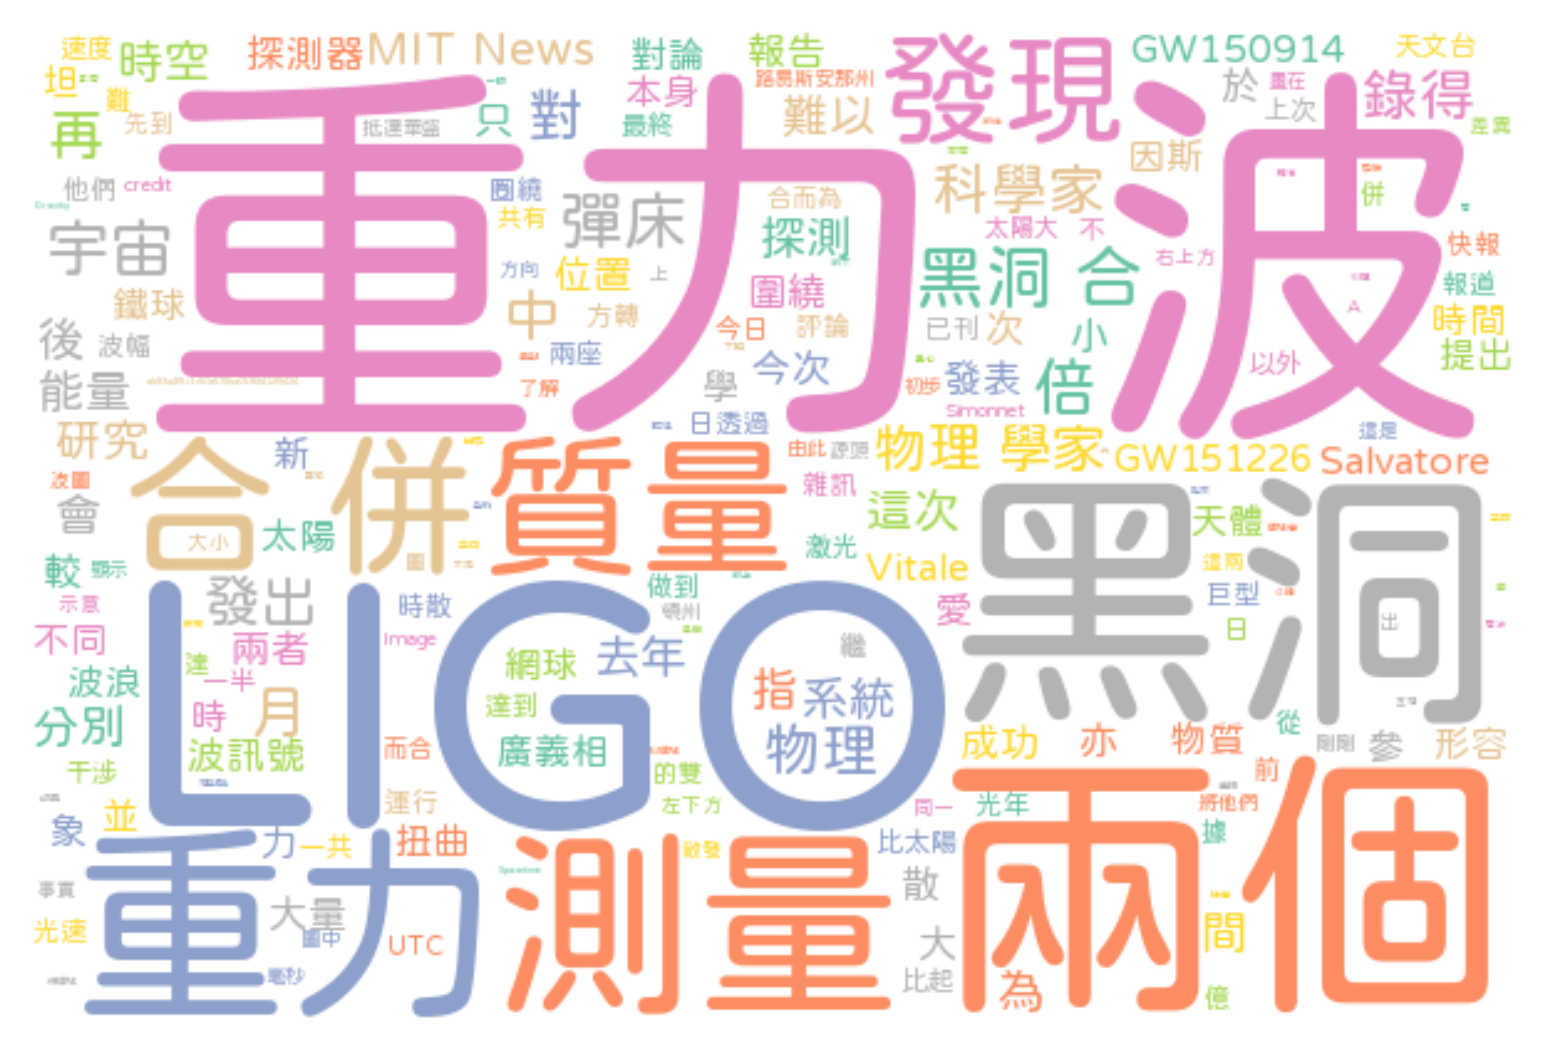 速度
時空
探測器
MIT News
對論
報告
發現
GW150914
天文台
坦
難
再
先到
抵達華盛
只
對
本身
最終
路易斯安那州
難以
於
上次
錄得
差異
重力波
他們
credit
圈繞
共有
彈床
合而為
探測
科學家
因斯
併
太陽大
不
右上方
快報
宇宙
方向
位置
上
圍繞
黑洞 合
報道
鐵球
中
方轉
今日
評論
已刊
次
小
A
時間
後
波幅
兩座
今次
以外
提出
能量
了解
學
初步
發表
倍
Simonnet
研究
新
日透過
由此
源頭
物理 學家
GW151226
這是
Salvatore
波圖
會
合併
質量
雜訊
這次
黑洞
天體
大小
太陽
圖
激光
Vitale
這兩
較
顯示
發出
時散
做到
頓州
愛
巨型
示意
不同
兩者
Image
LIGO
網球
去年
繼
日
出
波浪
達
一半
達到
指
系統
分別
時
月
波訊號
而合
廣義相
物理
成功
亦
物質
從
剛剛
參
形容
干涉
的雙
前
兩個
運行
左下方
同一
光年
將他們
象
並
力
一共
扭曲
散發
比太陽
據
重力
測量
事實
大量
散
光速
圖中
UTC
大
間
毫秒
比起
為
億